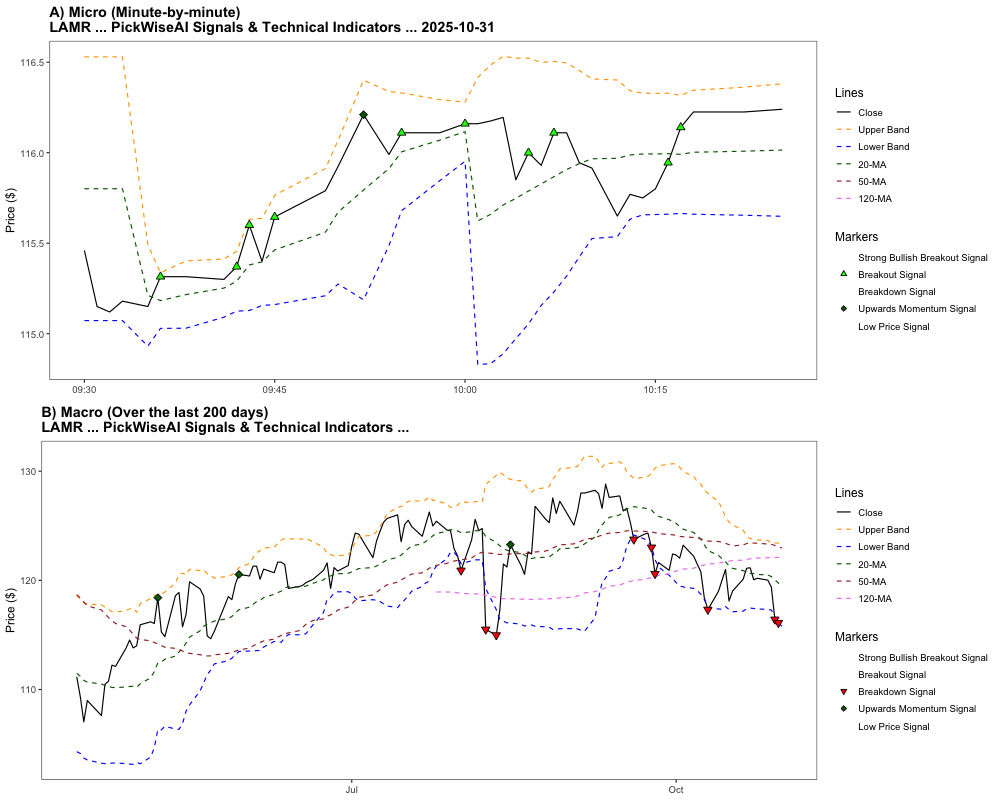 A) Micro (Minute-by-minute)
LAMR ... PickWiseAI Signals & Technical Indicators ... 2025-10-31
Price ($)
116.5
116.0
115.5
115.0
09:30
09:45
10:00
10:15
Lines
Close
Upper Band
Lower Band
20-MA
50-MA
120-MA
Markers
Strong Bullish Breakout Signal
Breakout Signal
Breakdown Signal
Upwards Momentum Signal
Low Price Signal
B) Macro (Over the last 200 days)
LAMR ... PickWiseAI Signals & Technical Indicators ...
Price ($)
130
120
110
Jul
Oct
Lines
Close
Upper Band
Lower Band
20-MA
50-MA
120-MA
Markers
Strong Bullish Breakout Signal
Breakout Signal
Breakdown Signal
Upwards Momentum Signal
Low Price Signal